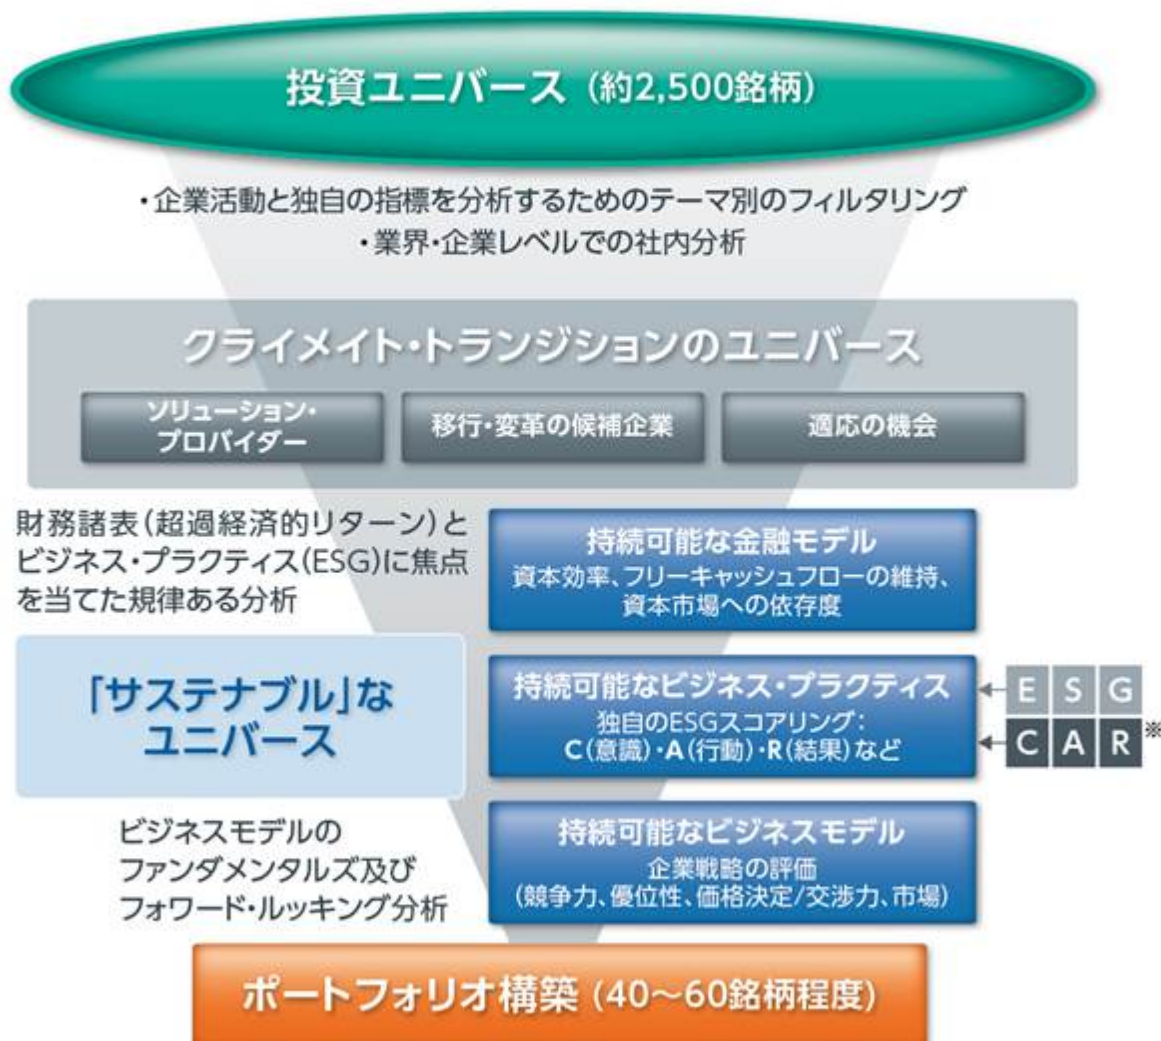 投資ユニバース (約2,500銘柄)
・企業活動と独自の指標を分析するためのテーマ別のフィルタリング
・業界・企業レベルでの社内分析
クライメイト・トランジションのユニバース
ソリューション・
プロバイダー
移行・変革の候補企業
適応の機会
財務諸表(超過経済的リターン)と
ビジネス・プラクティス(ESG)に焦点
を当てた規律ある分析
持続可能な金融モデル
資本効率、フリーキャッシュフローの維持、
資本市場への依存度
「サステナブル」な
ユニバース
持続可能なビジネス・プラクティス
独自のESGスコアリング:
C(意識)・A(行動)・R(結果)など
E S G
C A R ※
ビジネスモデルの
ファンダメンタルズ及び
フォワード・ルッキング分析
持続可能なビジネスモデル
企業戦略の評価
(競争力、優位性、価格決定/交渉力、市場)
ポートフォリオ構築 (40～60銘柄程度)